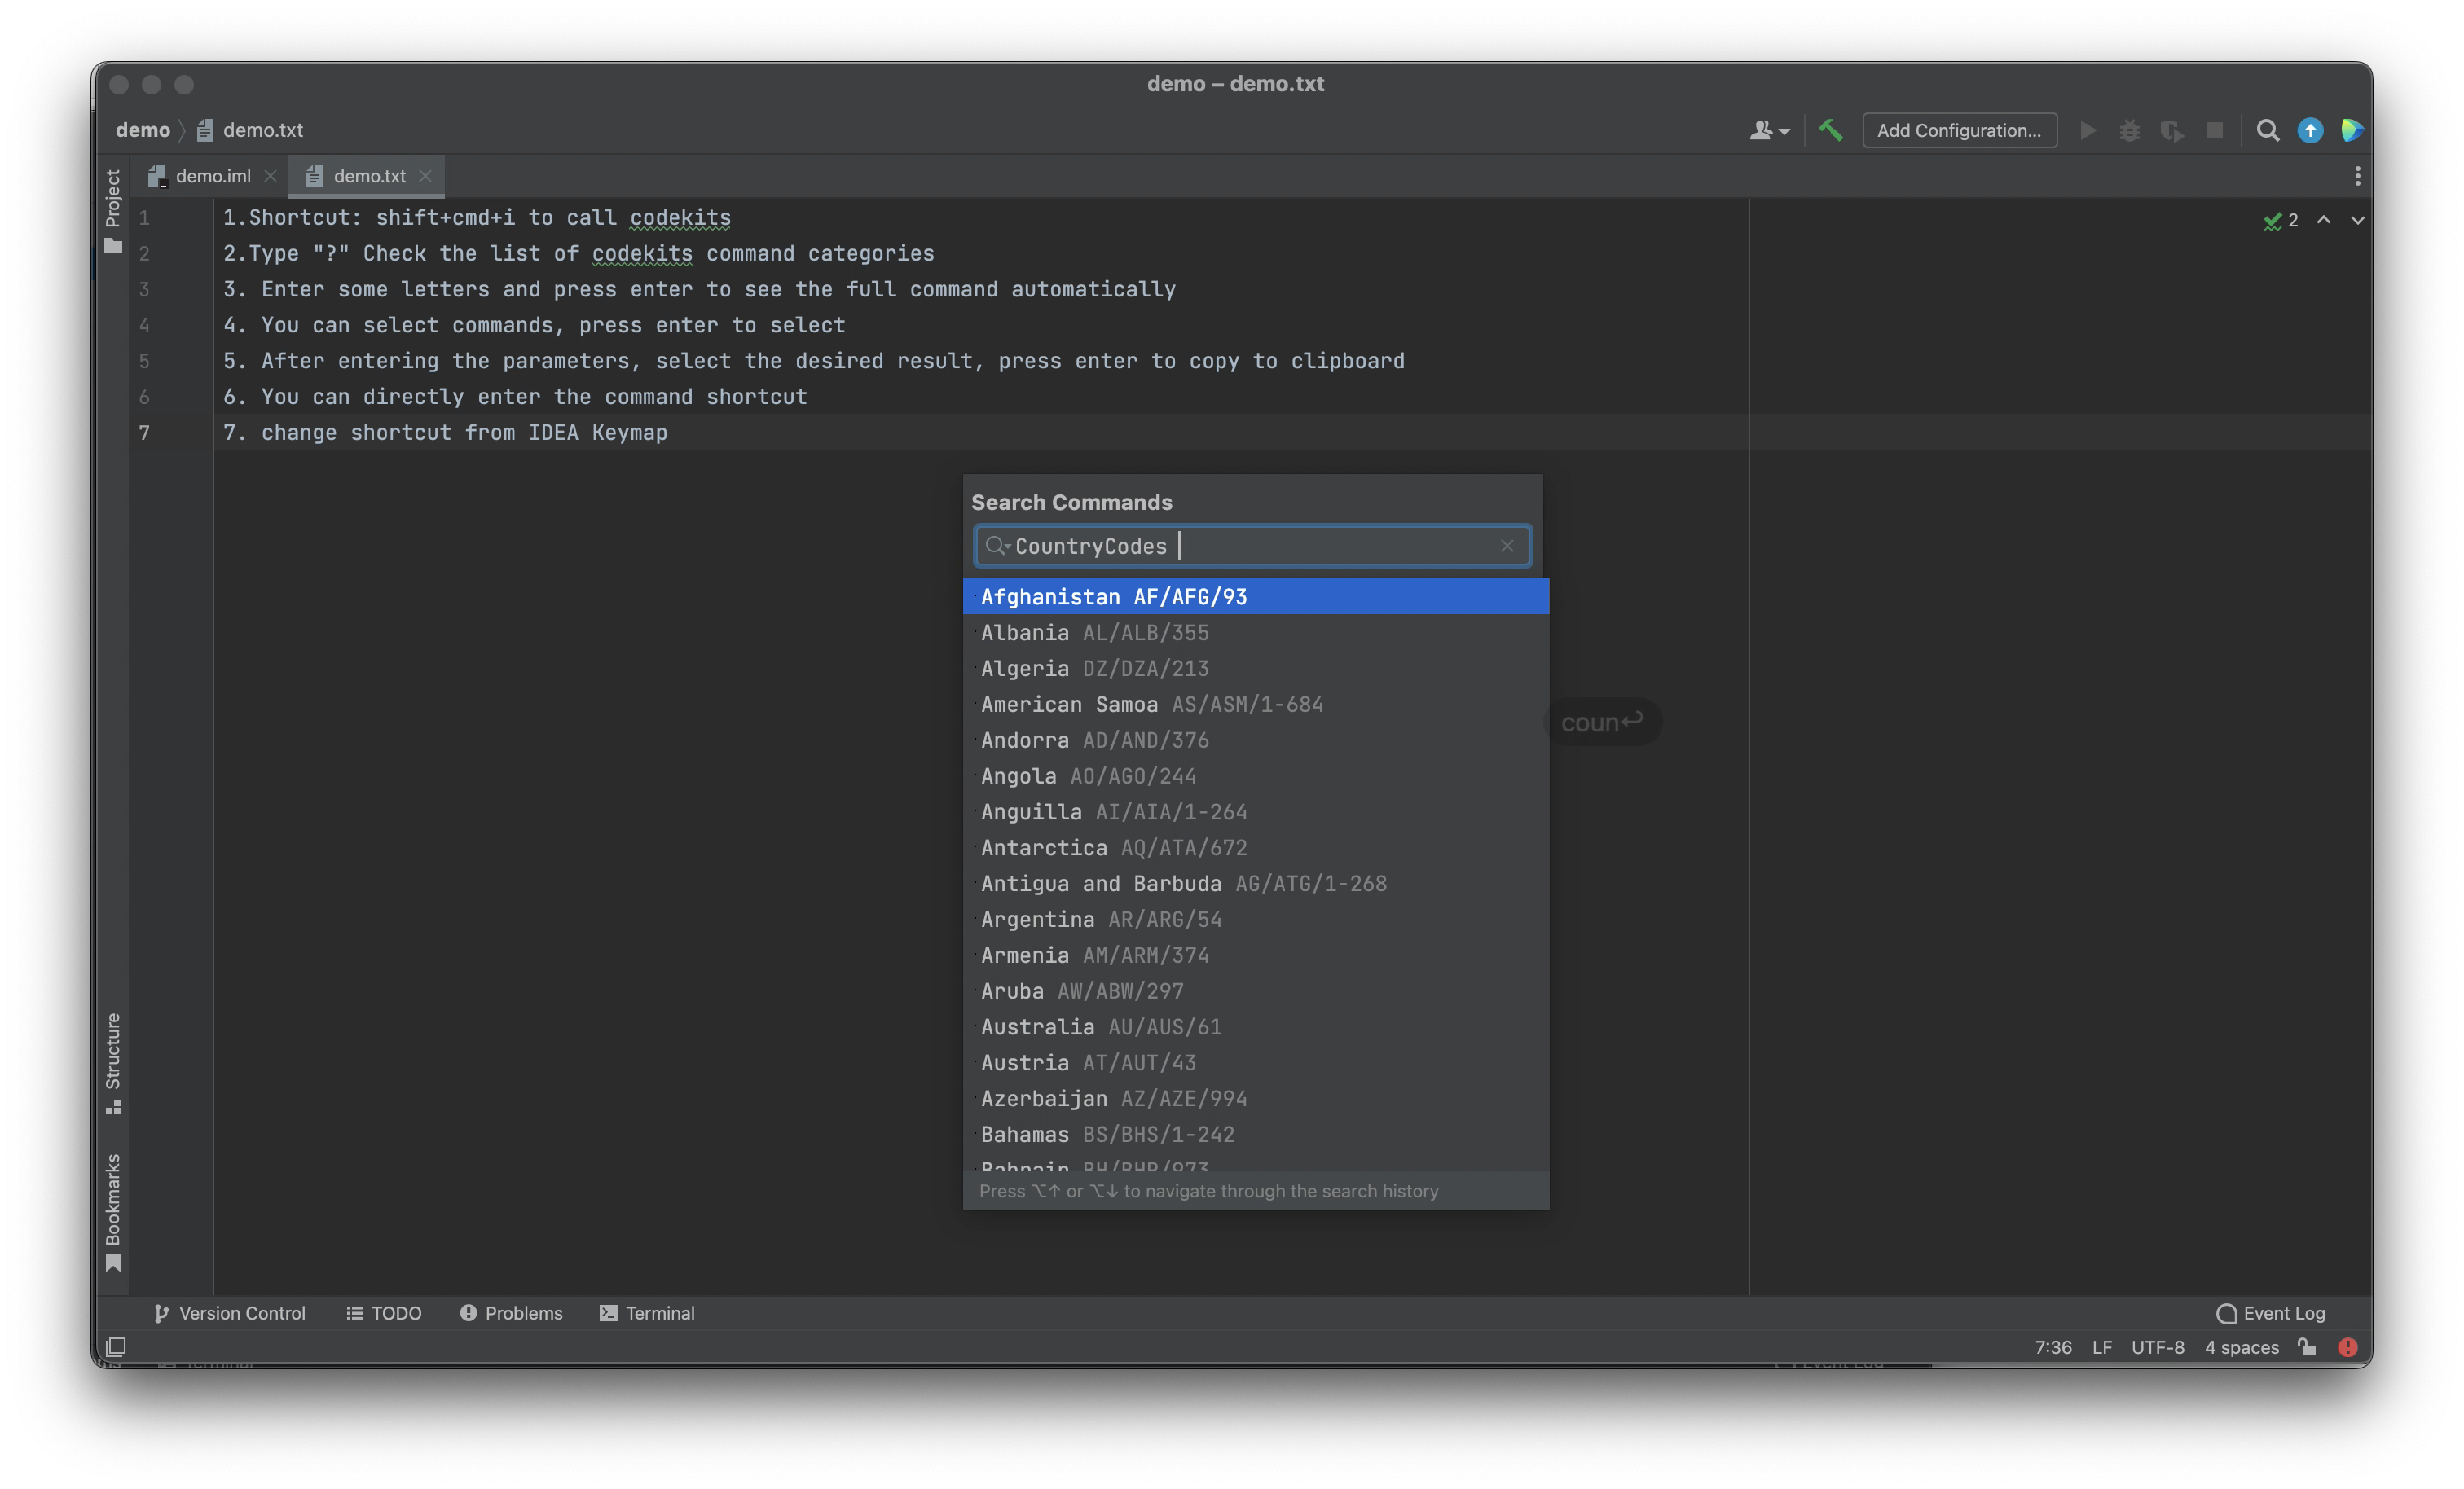 demo – demo.txt
demo
demo.txt
Add Configuration...
demo.iml
demo.txt
Project
2
1 1.Shortcut: shift+cmd+i to call codekits
2 2.Type "?" Check the list of codekits command categories
3 3. Enter some letters and press enter to see the full command automatically
4 4. You can select commands, press enter to select
5 5. After entering the parameters, select the desired result, press enter to copy to clipboard
6 6. You can directly enter the command shortcut
7 7. change shortcut from IDEA Keymap
Search Commands
CountryCodes
Afghanistan AF/AFG/93
Albania AL/ALB/355
Algeria DZ/DZA/213
American Samoa AS/ASM/1-684
Andorra AD/AND/376
Angola AO/AGO/244
Anguilla AI/AIA/1-264
Antarctica AQ/ATA/672
Antigua and Barbuda AG/ATG/1-268
Argentina AR/ARG/54
Armenia AM/ARM/374
Aruba AW/ABW/297
Australia AU/AUS/61
Austria AT/AUT/43
Azerbaijan AZ/AZE/994
Bahamas BS/BHS/1-242
Bahrain BH/BHR/973
Press ⌥↑ or ⌥↓ to navigate through the search history
coun↩
Structure
Bookmarks
Version Control
TODO
Problems
Terminal
Event Log
7:36 LF UTF-8 4 spaces
Terminal
Event Log